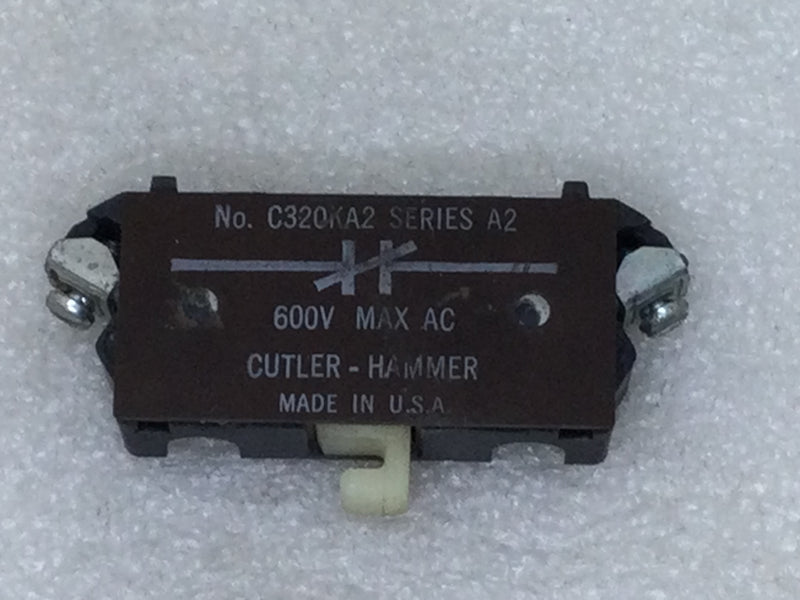 No. C320KA2 SERIES A2
600V MAX AC
CUTLER-HAMMER
MADE IN U.S.A.